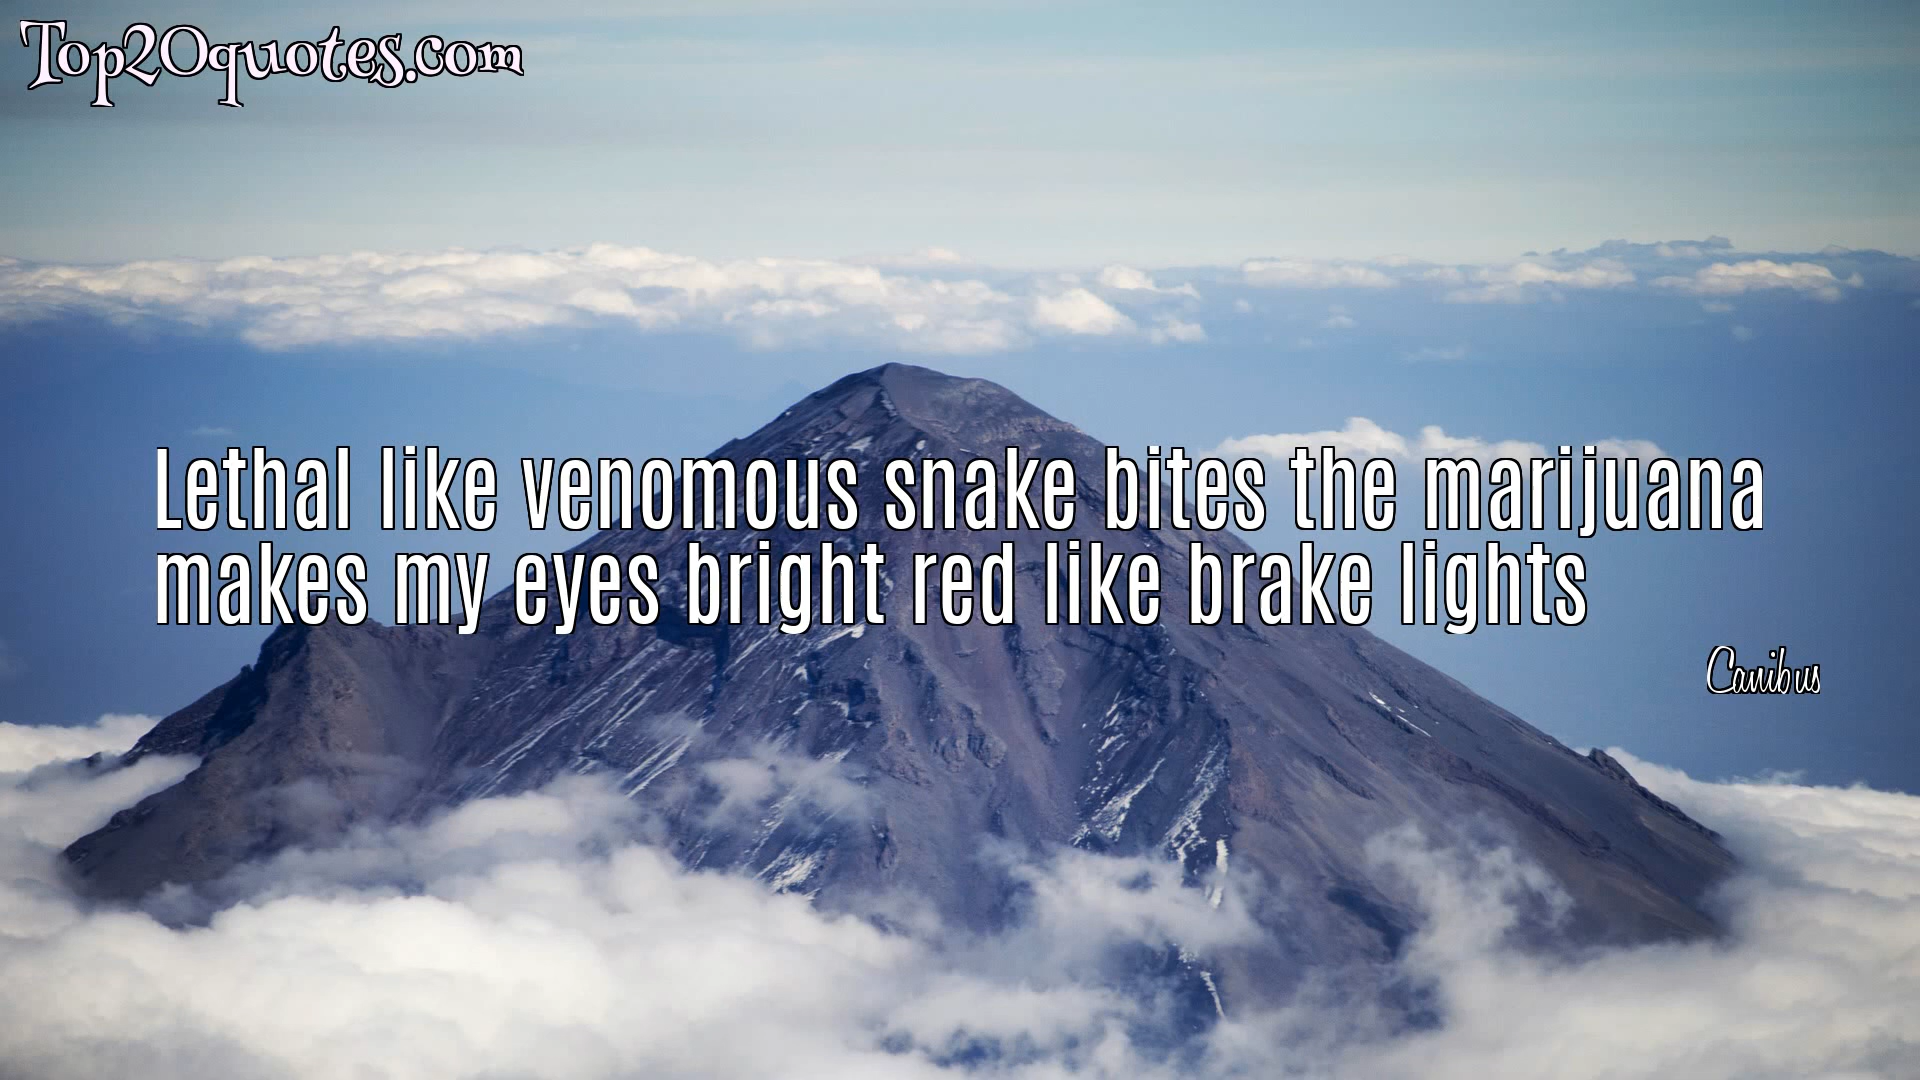 Top20quotes.com
Lethal like venomous snake bites the marijuana
makes my eyes bright red like brake lights
Canibus